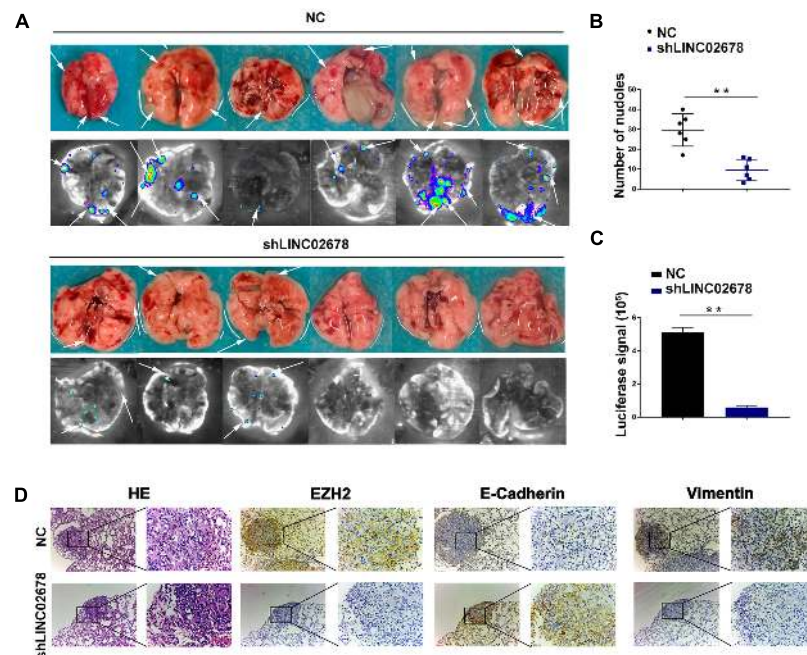 A
NC
shLINC02678
B
NC
shLINC02678
**
Number of nudoles
50
40
30
20
10
0
C
NC
shLINC02678
**
Luciferase signal (10⁵)
6
4
2
0
D
HE
EZH2
E-Cadherin
Vimentin
NC
shLINC02678